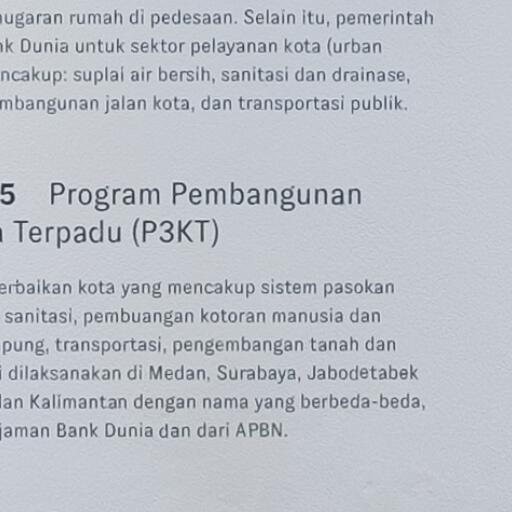 nugaran rumah di pedesaan. Selain itu, pemerintah
nk Dunia untuk sektor pelayanan kota (urban
ncakup: suplai air bersih, sanitasi dan drainase,
mbangunan jalan kota, dan transportasi publik.
5 Program Pembangunan
Terpadu (P3KT)
erbaikan kota yang mencakup sistem pasokan
sanitasi, pembuangan kotoran manusia dan
pung, transportasi, pengembangan tanah dan
i dilaksanakan di Medan, Surabaya, Jabodetabek
dan Kalimantan dengan nama yang berbeda-beda,
jaman Bank Dunia dan dari APBN.